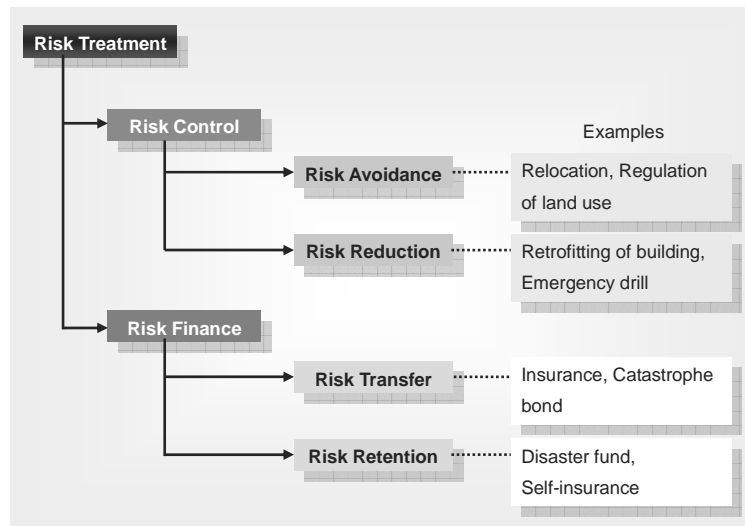 Risk Treatment
Risk Control
Examples
Risk Avoidance
Relocation, Regulation
of land use
Risk Reduction
Retrofitting of building,
Emergency drill
Risk Finance
Risk Transfer
Insurance, Catastrophe
bond
Risk Retention
Disaster fund,
Self-insurance